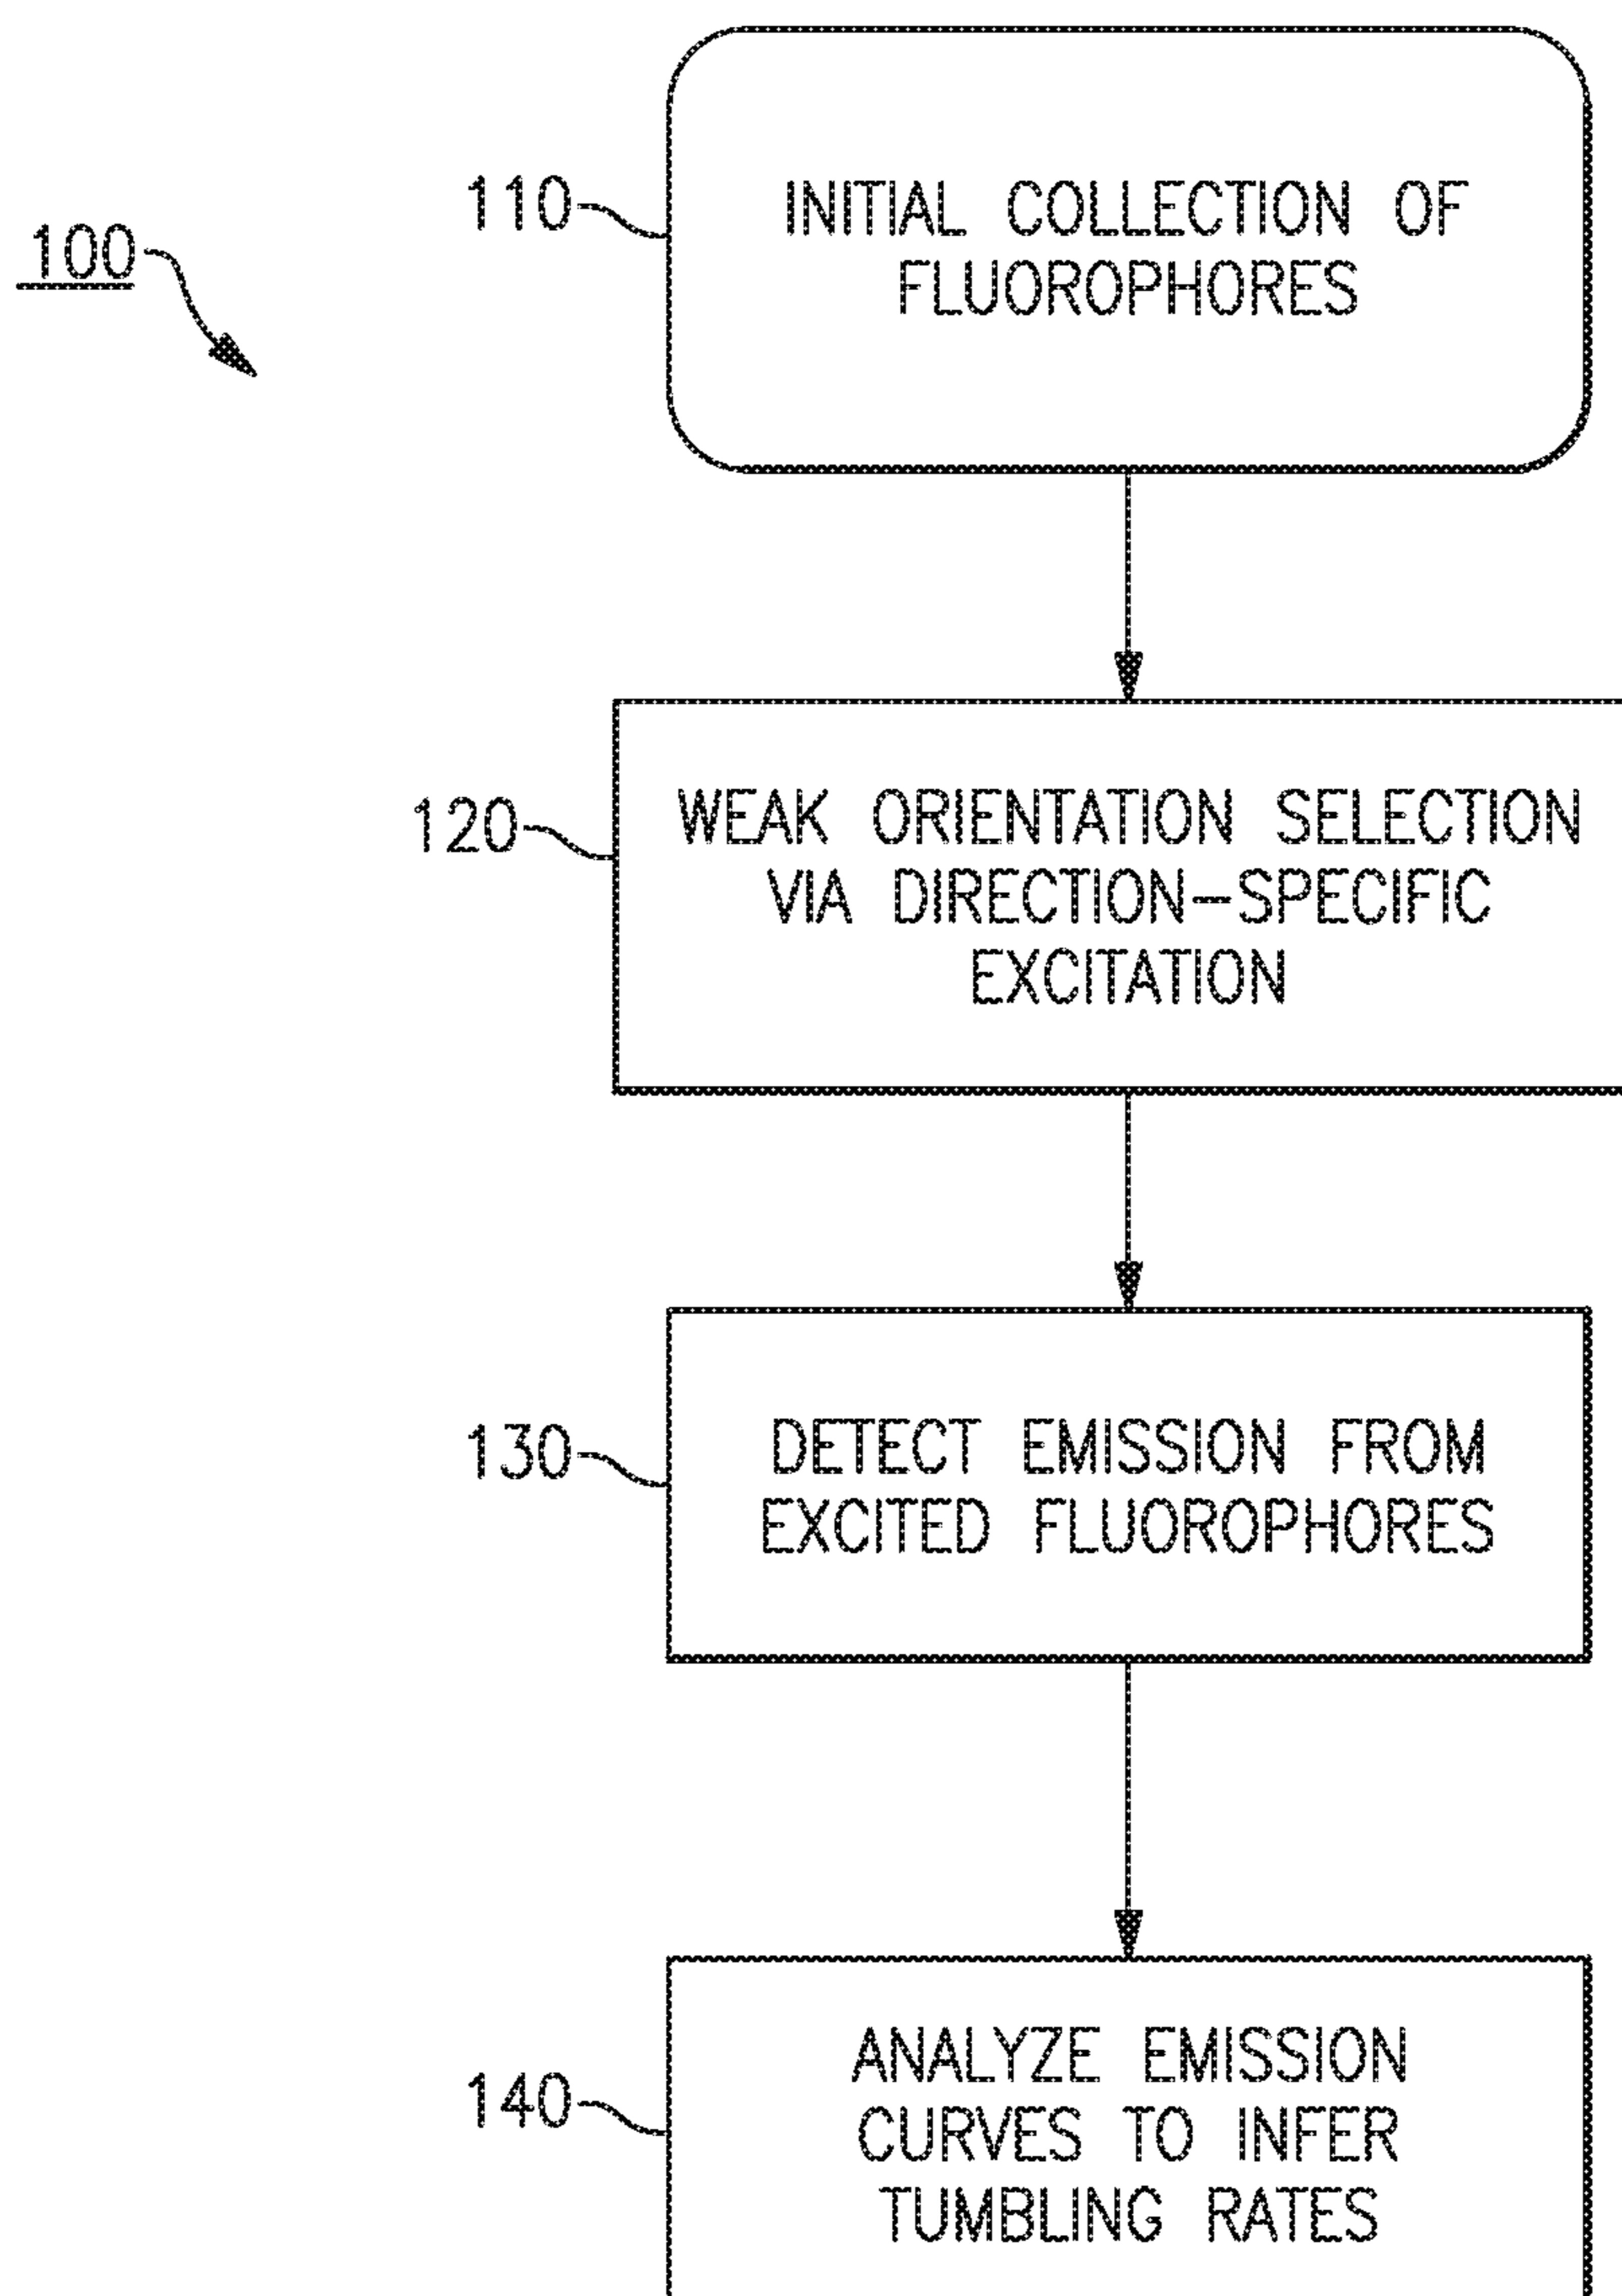 100
110
INITIAL COLLECTION OF
FLUOROPHORES
120
WEAK ORIENTATION SELECTION
VIA DIRECTION-SPECIFIC
EXCITATION
130
DETECT EMISSION FROM
EXCITED FLUOROPHORES
140
ANALYZE EMISSION
CURVES TO INFER
TUMBLING RATES